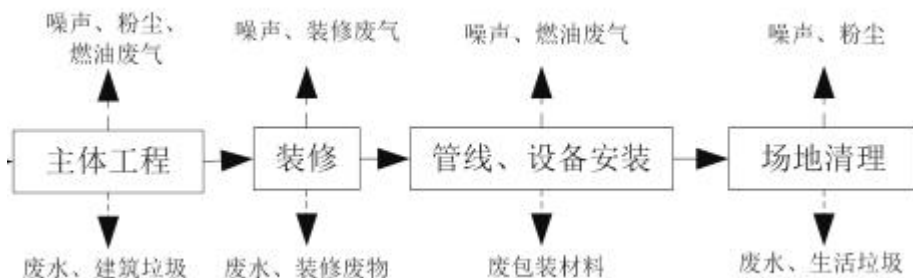 噪声、粉尘、
燃油废气
噪声、装修废气
噪声、燃油废气
噪声、粉尘
主体工程
装修
管线、设备安装
场地清理
废水、建筑垃圾
废水、装修废物
废包装材料
废水、生活垃圾